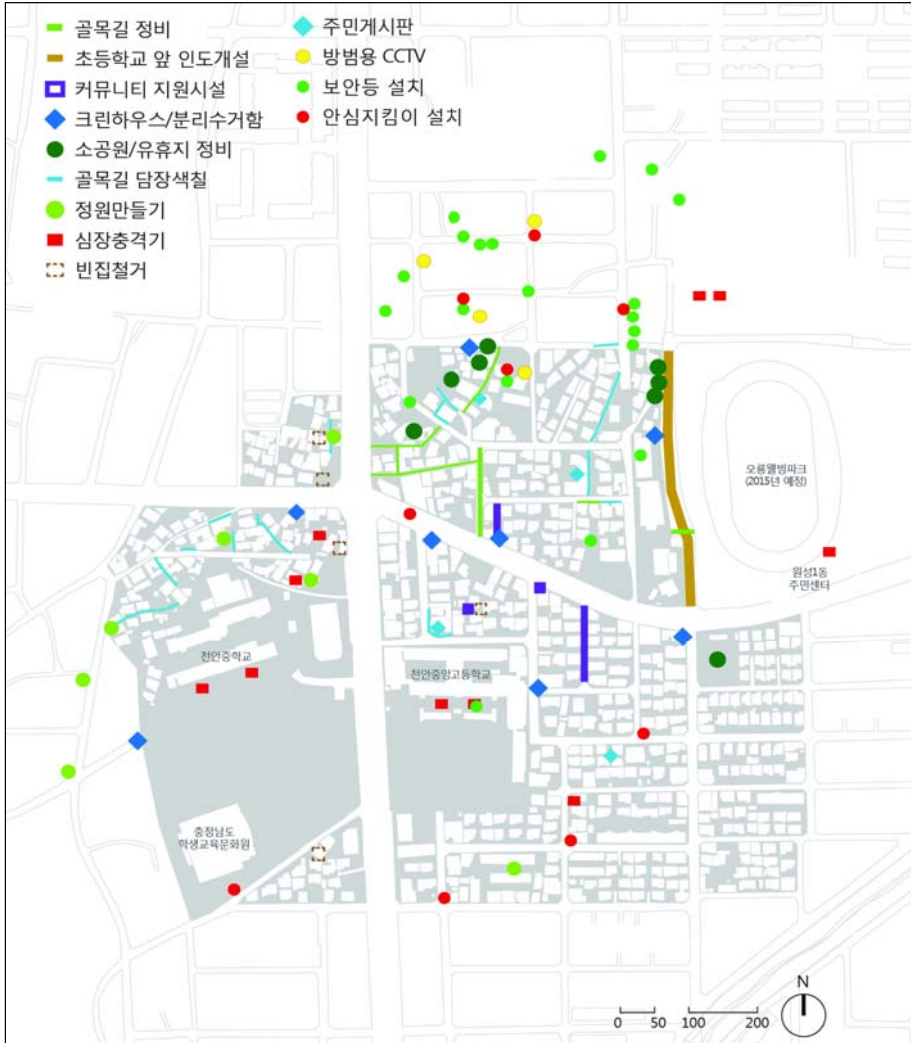 골목길 정비
초등학교 앞 인도개설
커뮤니티 지원시설
크린하우스/분리수거함
소공원/유휴지 정비
골목길 담장색칠
정원만들기
심장충격기
빈집철거
주민게시판
방범용 CCTV
보안등 설치
안심지킴이 설치
오룡웰빙파크
(2015년 예정)
원성1동
주민센터
천안중학교
천안중앙고등학교
충청남도
학생교육문화원
N
0 50 100 200